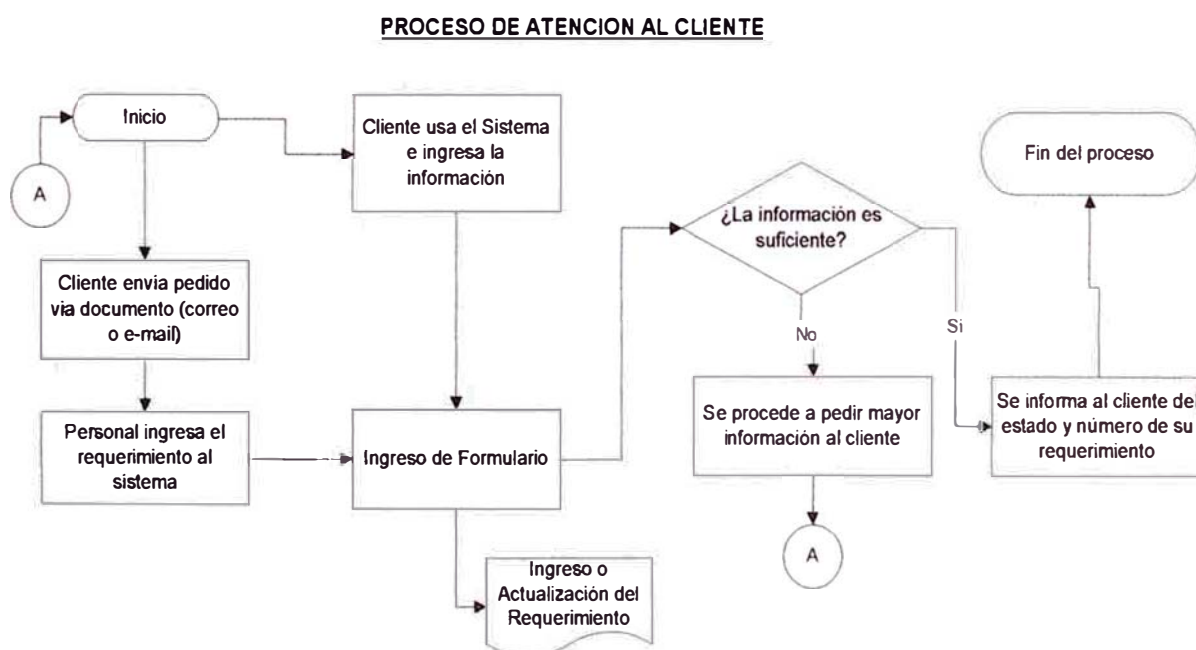 PROCESO DE ATENCION AL CLIENTE
Inicio
A
Cliente usa el Sistema
e ingresa la
información
Cliente envia pedido
via documento (correo
o e-mail)
Personal ingresa el
requerimiento al
sistema
Ingreso de Formulario
Ingreso o
Actualización del
Requerimiento
¿La información es
suficiente?
No
Si
Se procede a pedir mayor
información al cliente
A
Se informa al cliente del
estado y número de su
requerimiento
Fin del proceso